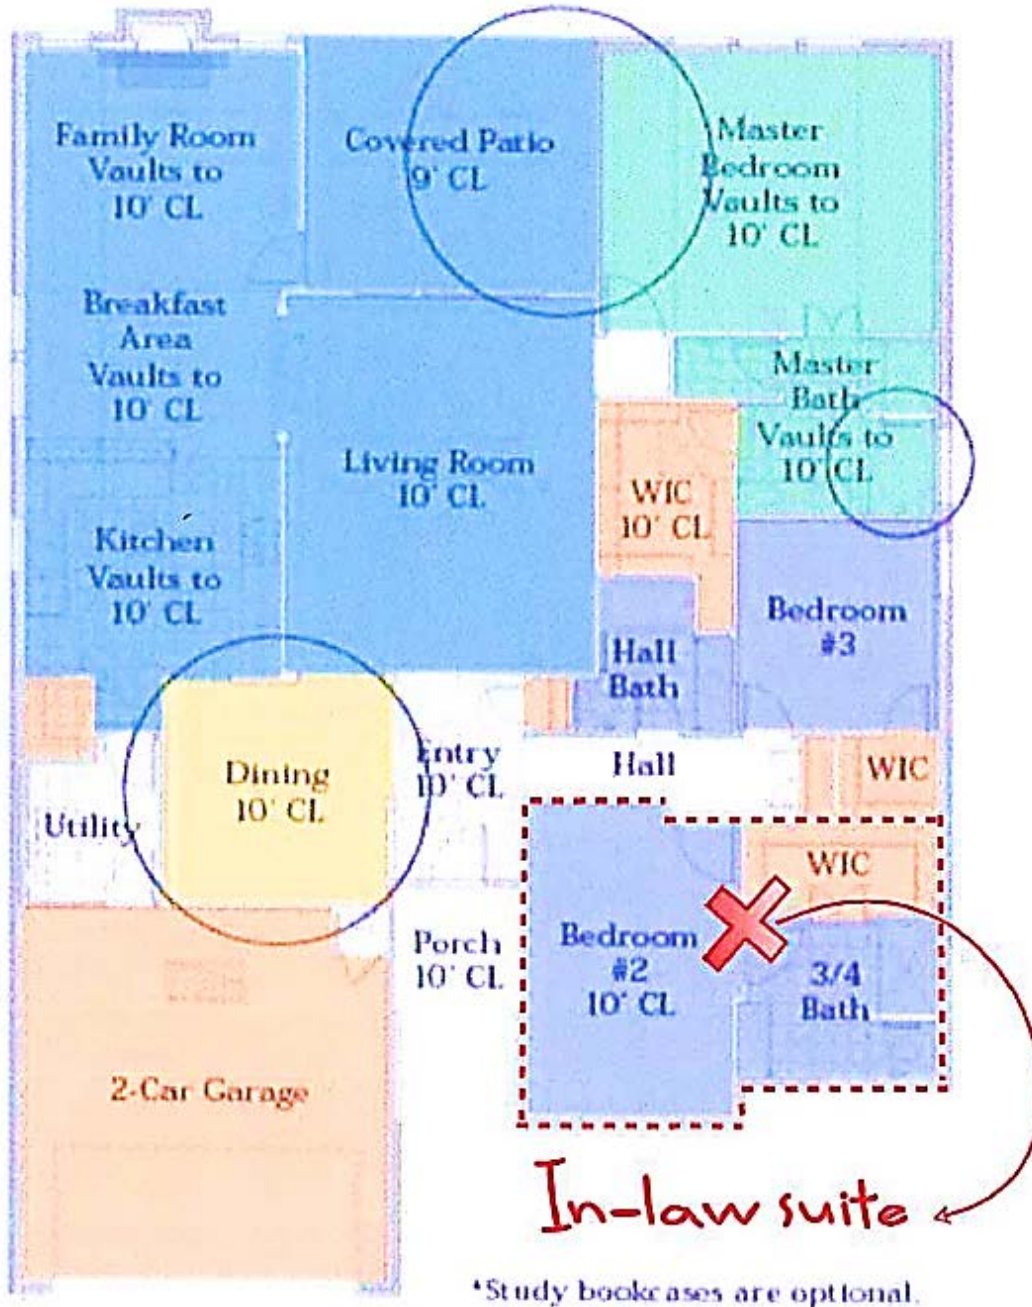 Family Room
Vaults to
10' CL
Covered Patio
9' CL
Master
Bedroom
Vaults to
10' CL
Breakfast
Area
Vaults to
10' CL
Master
Bath
Vaults to
10' CL
Living Room
10' CL
WIC
10' CL
Kitchen
Vaults to
10' CL
Bedroom
#3
Hall
Bath
Dining
10' CL
Entry
10' CL
Hall
WIC
Utility
WIC
Porch
10' CL
Bedroom
#2
10' CL
3/4
Bath
2-Car Garage
In-law suite
*Study bookcases are optional.